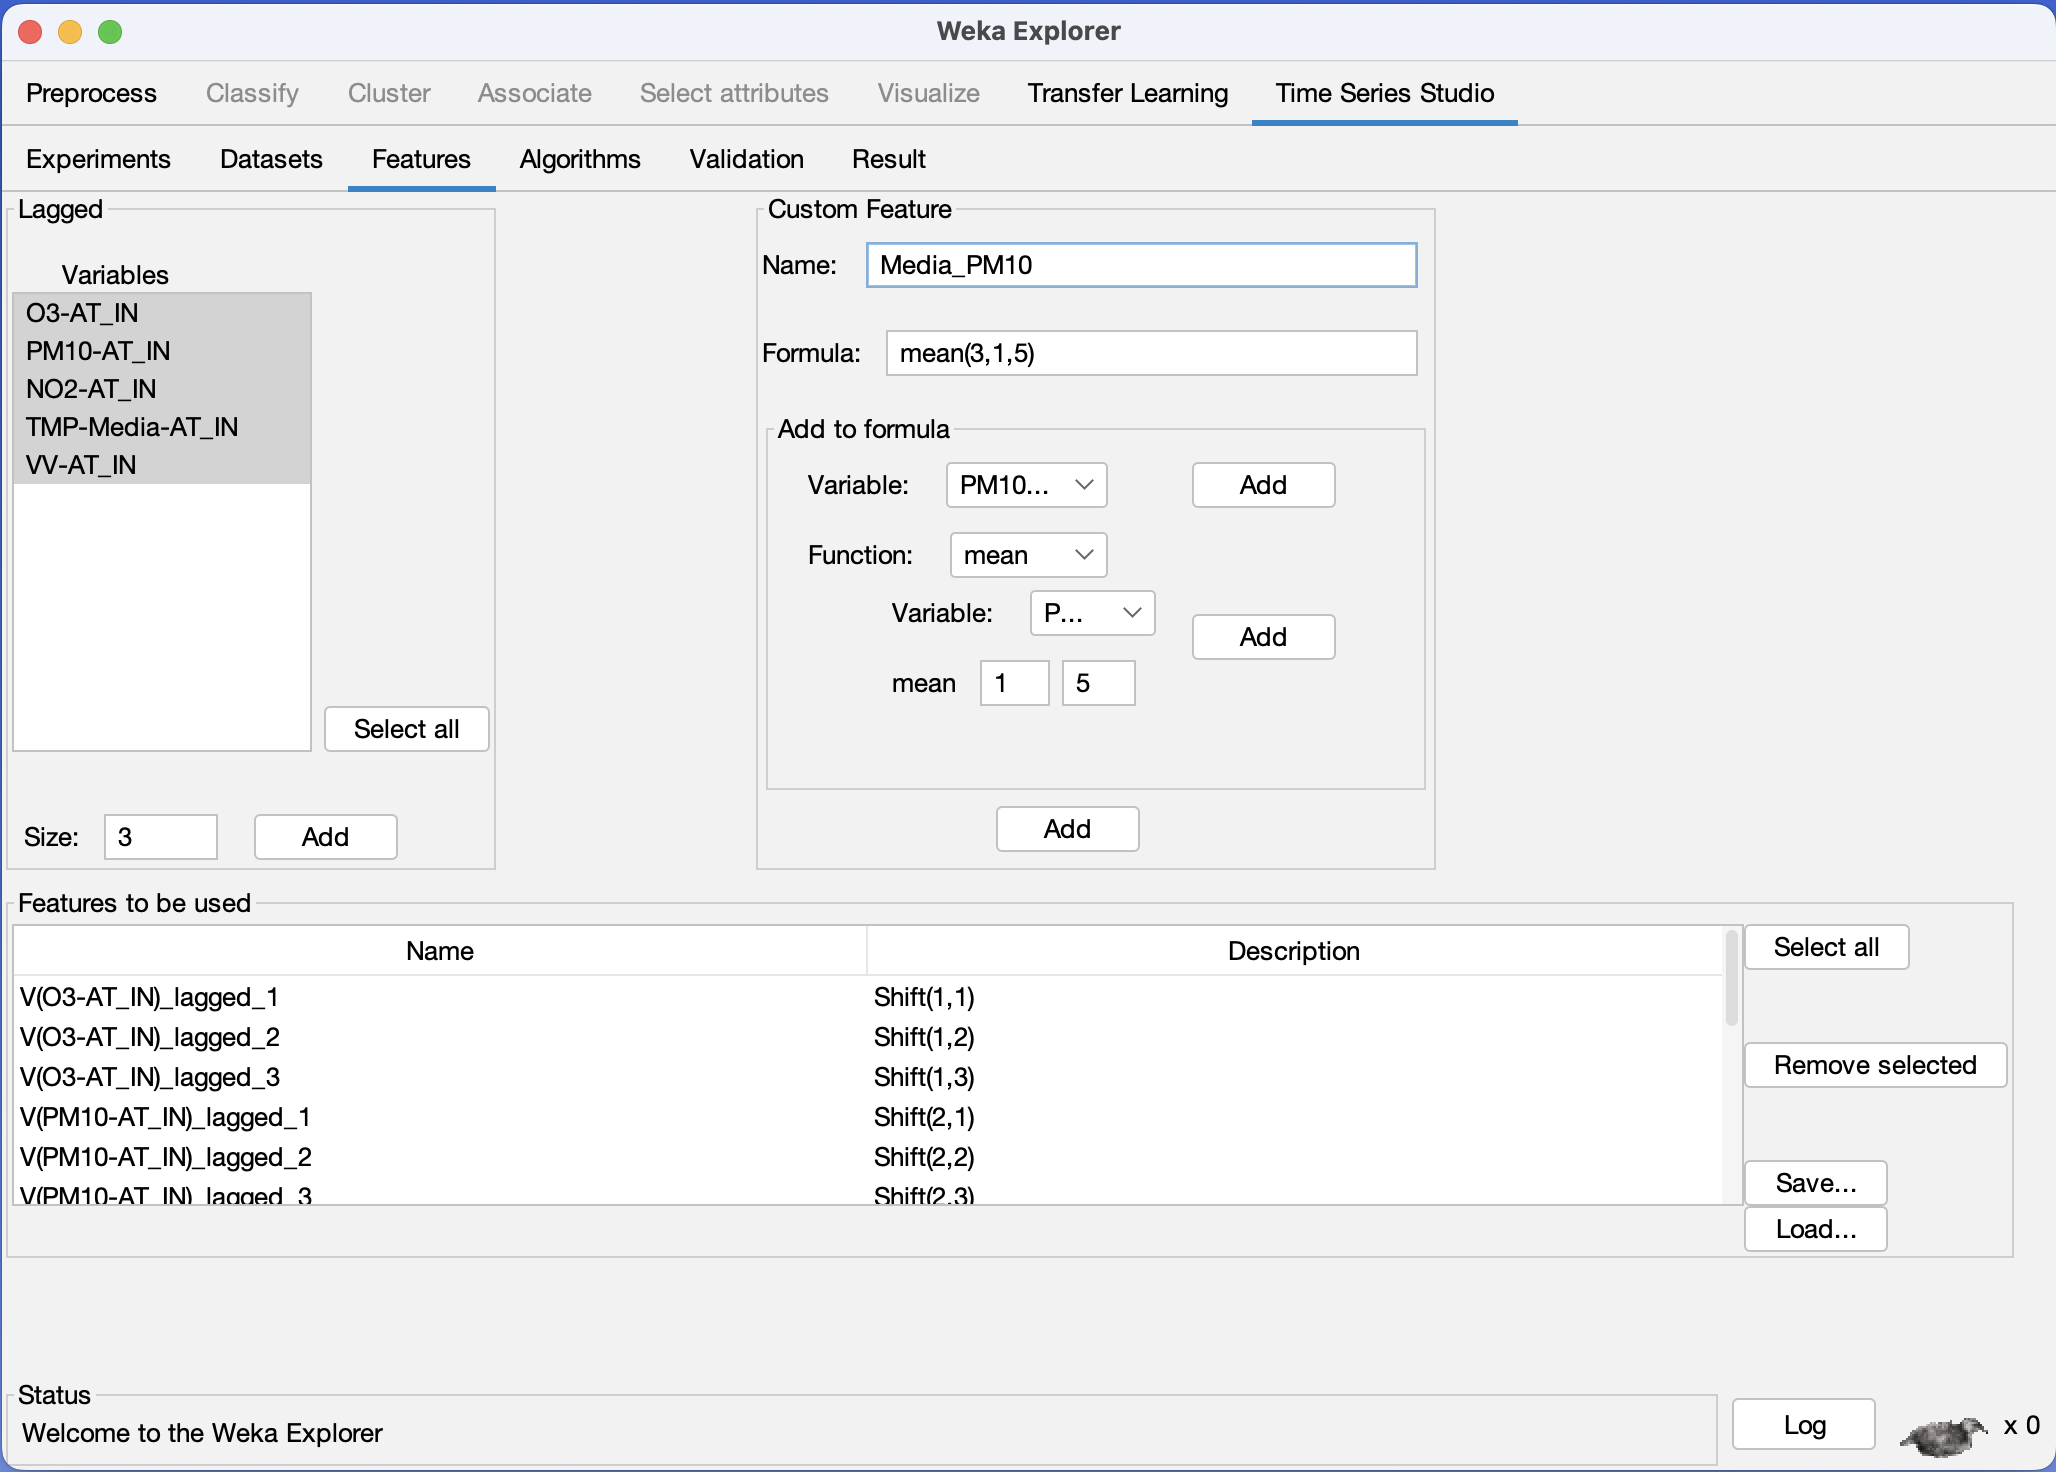 Weka Explorer
Preprocess Classify Cluster Associate Select attributes Visualize Transfer Learning Time Series Studio
Experiments Datasets Features Algorithms Validation Result
Lagged
Variables
O3-AT_IN
PM10-AT_IN
NO2-AT_IN
TMP-Media-AT_IN
VV-AT_IN
Select all
Size: 3 Add
Custom Feature
Name: Media_PM10
Formula: mean(3,1,5)
Add to formula
Variable: PM10... Add
Function: mean
Variable: P... Add
mean 1 5
Add
Features to be used
Name Description
V(O3-AT_IN)_lagged_1 Shift(1,1)
V(O3-AT_IN)_lagged_2 Shift(1,2)
V(O3-AT_IN)_lagged_3 Shift(1,3)
V(PM10-AT_IN)_lagged_1 Shift(2,1)
V(PM10-AT_IN)_lagged_2 Shift(2,2)
V(PM10-AT_IN)_lagged_3 Shift(2,3)
Select all
Remove selected
Save...
Load...
Status
Welcome to the Weka Explorer
Log x 0